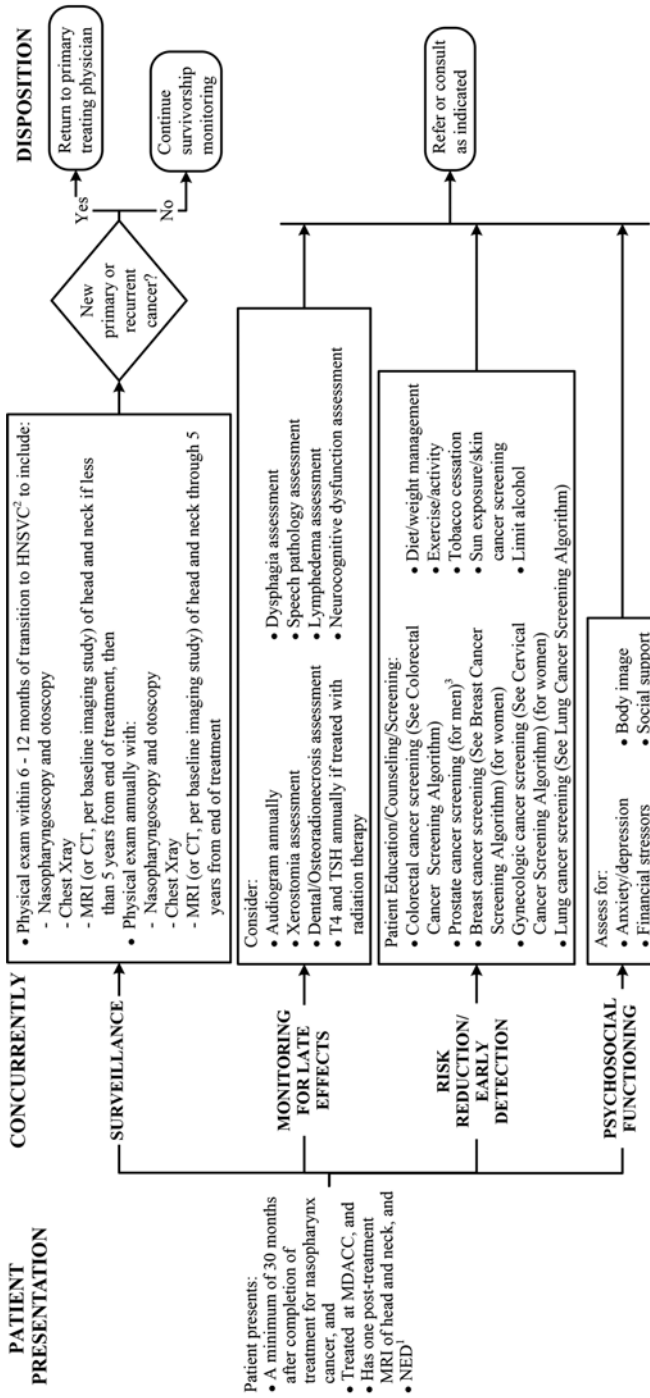 PATIENT
PRESENTATION
CONCURRENTLY
DISPOSITION
Patient presents:
• A minimum of 30 months
after completion of
treatment for nasopharynx
cancer, and
• Treated at MDACC, and
• Has one post-treatment
MRI of head and neck, and
• NED1
SURVEILLANCE
• Physical exam within 6 - 12 months of transition to HNSVC2 to include:
- Nasopharyngoscopy and otoscopy
- Chest Xray
- MRI (or CT, per baseline imaging study) of head and neck if less
than 5 years from end of treatment, then
• Physical exam annually with:
- Nasopharyngoscopy and otoscopy
- Chest Xray
- MRI (or CT, per baseline imaging study) of head and neck through 5
years from end of treatment
New
primary or
recurrent
cancer?
Yes
Return to primary
treating physician
No
Continue
survivorship
monitoring
MONITORING
FOR LATE
EFFECTS
Consider:
• Audiogram annually
• Xerostomia assessment
• Dental/Osteoradionecrosis assessment
• T4 and TSH annually if treated with
radiation therapy
• Dysphagia assessment
• Speech pathology assessment
• Lymphedema assessment
• Neurocognitive dysfunction assessment
RISK
REDUCTION/
EARLY
DETECTION
Patient Education/Counseling/Screening:
• Colorectal cancer screening (See Colorectal
Cancer Screening Algorithm)
• Prostate cancer screening (for men)3
• Breast cancer screening (See Breast Cancer
Screening Algorithm) (for women)
• Gynecologic cancer screening (See Cervical
Cancer Screening Algorithm) (for women)
• Lung cancer screening (See Lung Cancer Screening Algorithm)
• Diet/weight management
• Exercise/activity
• Tobacco cessation
• Sun exposure/skin
cancer screening
• Limit alcohol
PSYCHOSOCIAL
FUNCTIONING
Assess for:
• Anxiety/depression
• Financial stressors
• Body image
• Social support
Refer or consult
as indicated